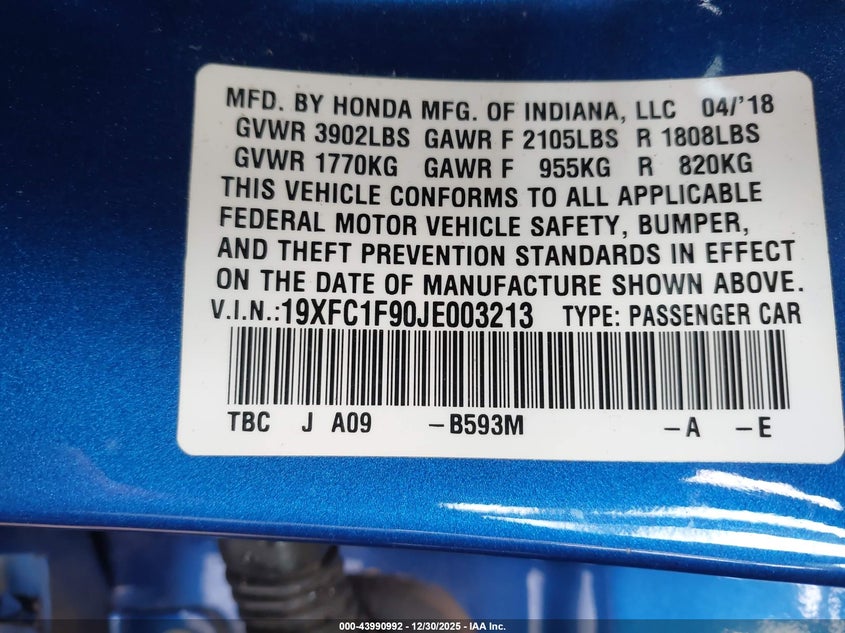 MFD. BY HONDA MFG. OF INDIANA, LLC 04/'18
GVWR 3902LBS GAWR F 2105LBS R 1808LBS
GVWR 1770KG GAWR F 955KG R 820KG
THIS VEHICLE CONFORMS TO ALL APPLICABLE
FEDERAL MOTOR VEHICLE SAFETY, BUMPER,
AND THEFT PREVENTION STANDARDS IN EFFECT
ON THE DATE OF MANUFACTURE SHOWN ABOVE.
V.I.N.:19XFC1F90JE003213 TYPE: PASSENGER CAR
TBC J A09 -B593M -A -E
000-43990992 - 12/30/2025 - IAA Inc.